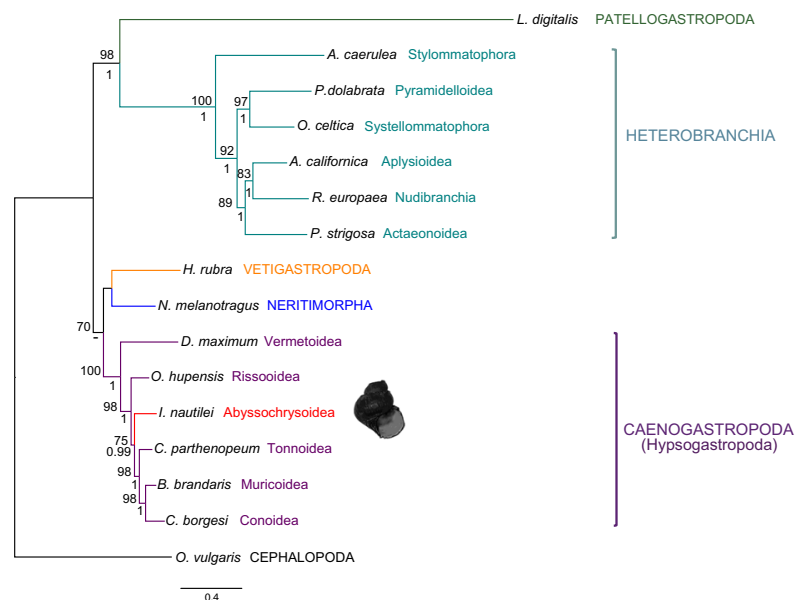 L. digitalis PATELLOGASTROPODA
98
1
A. caerulea Stylommatophora
100
1
P.dolabrata Pyramidelloidea
97
1
O. celtica Systellommatophora
HETEROBRANCHIA
92
1
A. californica Aplysioidea
83
1
R. europaea Nudibranchia
89
1
P. strigosa Actaeonoidea
H. rubra VETIGASTROPODA
N. melanotragus NERITIMORPHA
70
-
D. maximum Vermetoidea
100
1
O. hupensis Rissooidea
98
1
I. nautilei Abyssochrysoidea
CAENOGASTROPODA
(Hypsogastropoda)
75
0.99
C. parthenopeum Tonnoidea
98
1
B. brandaris Muricoidea
98
1
C. borgesi Conoidea
O. vulgaris CEPHALOPODA
0.4